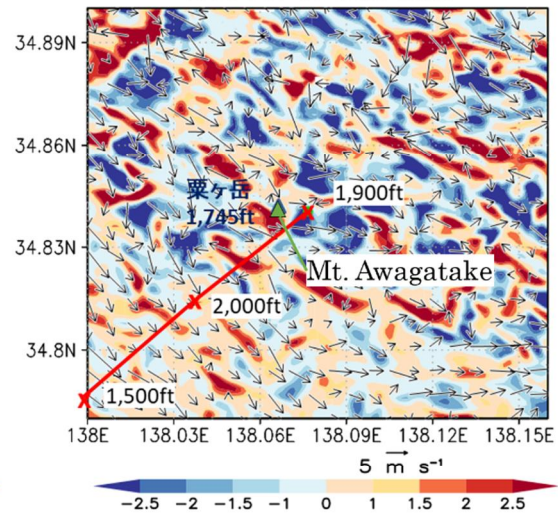 34.89N
34.86N
34.83N
34.8N
粟ヶ岳
1,745ft
1,900ft
Mt. Awagatake
2,000ft
1,500ft
138E 138.03E 138.06E 138.09E 138.12E 138.15E
5 m s⁻¹
-2.5 -2 -1.5 -1 0 1 1.5 2 2.5